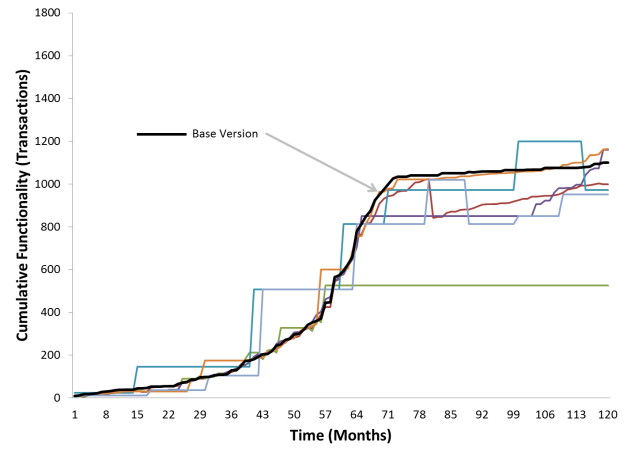 1800
1600
1400
1200
1000
800
600
400
200
0
Cumulative Functionality (Transactions)
Base Version
1 8 15 22 29 36 43 50 57 64 71 78 85 92 99 106 113 120
Time (Months)